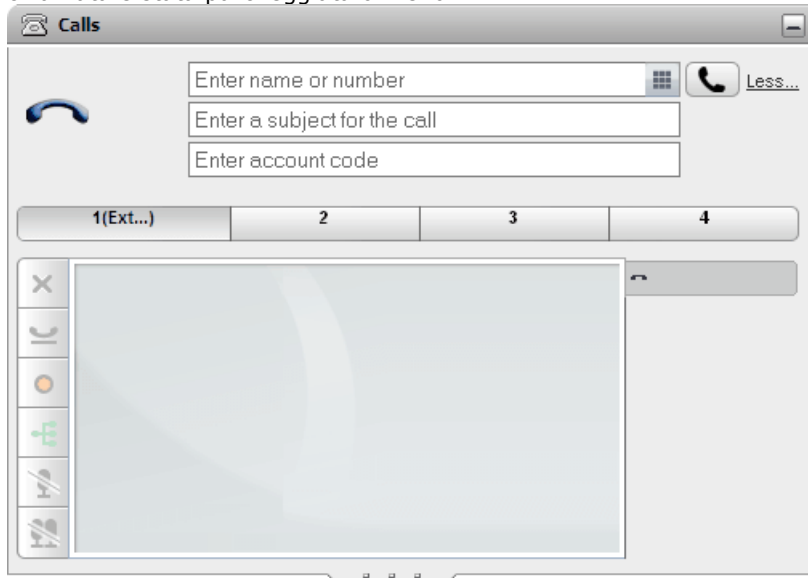 Calls
Enter name or number
Less...
Enter a subject for the call
Enter account code
1(Ext...) 2 3 4